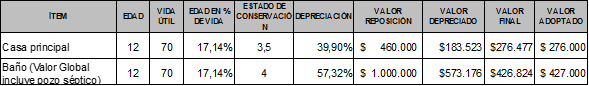 ÍTEM EDAD VIDA ÚTIL EDAD EN % DE VIDA ESTADO DE CONSERVACIÓ N DEPRECIACIÓN VALOR REPOSICIÓN VALOR DEPRECIADO VALOR FINAL VALOR ADOPTADO
Casa principal 12 70 17,14% 3,5 39,90% $ 460.000 $183.523 $276.477 $ 276.000
Baño (Valor Global incluye pozo séptico) 12 70 17,14% 4 57,32% $ 1.000.000 $573.176 $426.824 $ 427.000